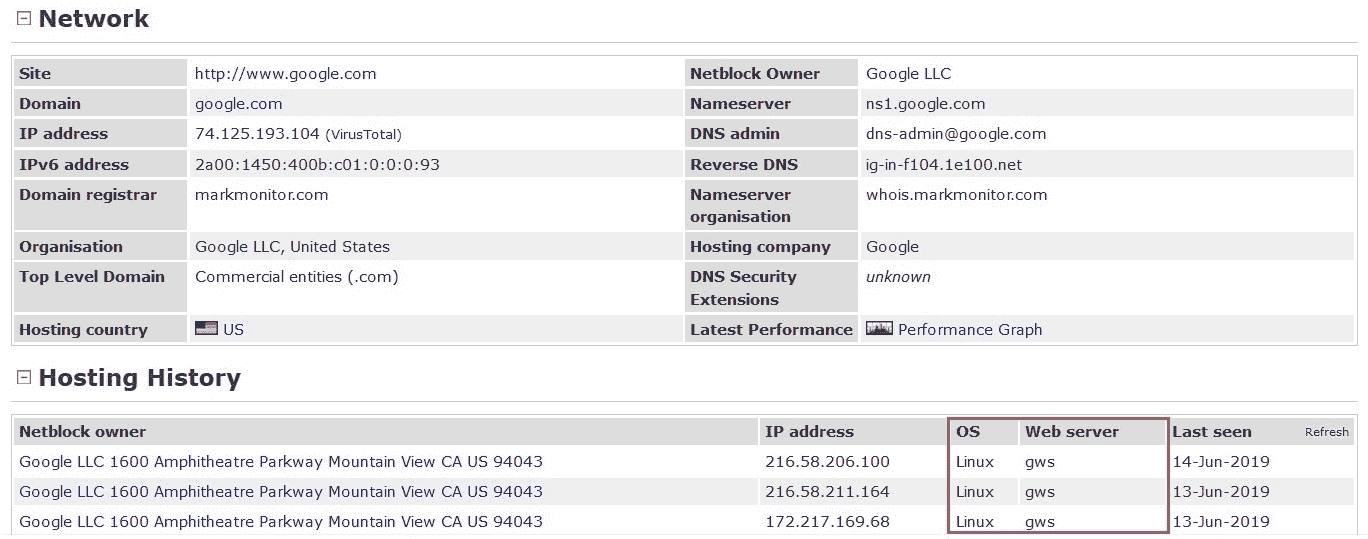 Network
Site http://www.google.com Netblock Owner Google LLC
Domain google.com Nameserver ns1.google.com
IP address 74.125.193.104 (VirusTotal) DNS admin dns-admin@google.com
IPv6 address 2a00:1450:400b:c01:0:0:0:93 Reverse DNS ig-in-f104.1e100.net
Domain registrar markmonitor.com Nameserver organisation whois.markmonitor.com
Organisation Google LLC, United States Hosting company Google
Top Level Domain Commercial entities (.com) DNS Security Extensions unknown
Hosting country US Latest Performance Performance Graph
Hosting History
Netblock owner IP address OS Web server Last seen Refresh
Google LLC 1600 Amphitheatre Parkway Mountain View CA US 94043 216.58.206.100 Linux gws 14-Jun-2019
Google LLC 1600 Amphitheatre Parkway Mountain View CA US 94043 216.58.211.164 Linux gws 13-Jun-2019
Google LLC 1600 Amphitheatre Parkway Mountain View CA US 94043 172.217.169.68 Linux gws 13-Jun-2019